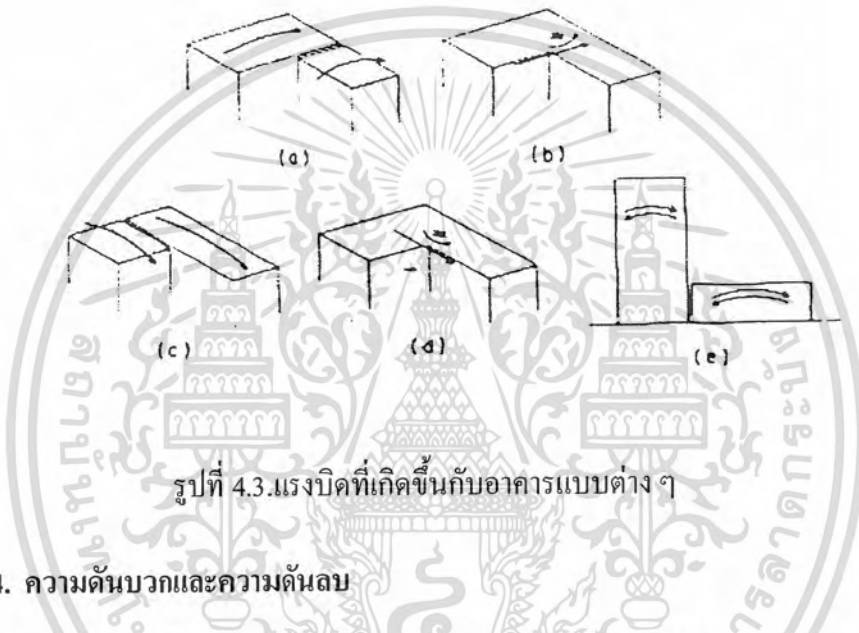 (a)
(b)
(c)
(d)
(e)
รูปที่ 4.3.แรงบิดที่เกิดขึ้นกับอาคารแบบต่าง ๆ
ความดันบวกและความดันลบ